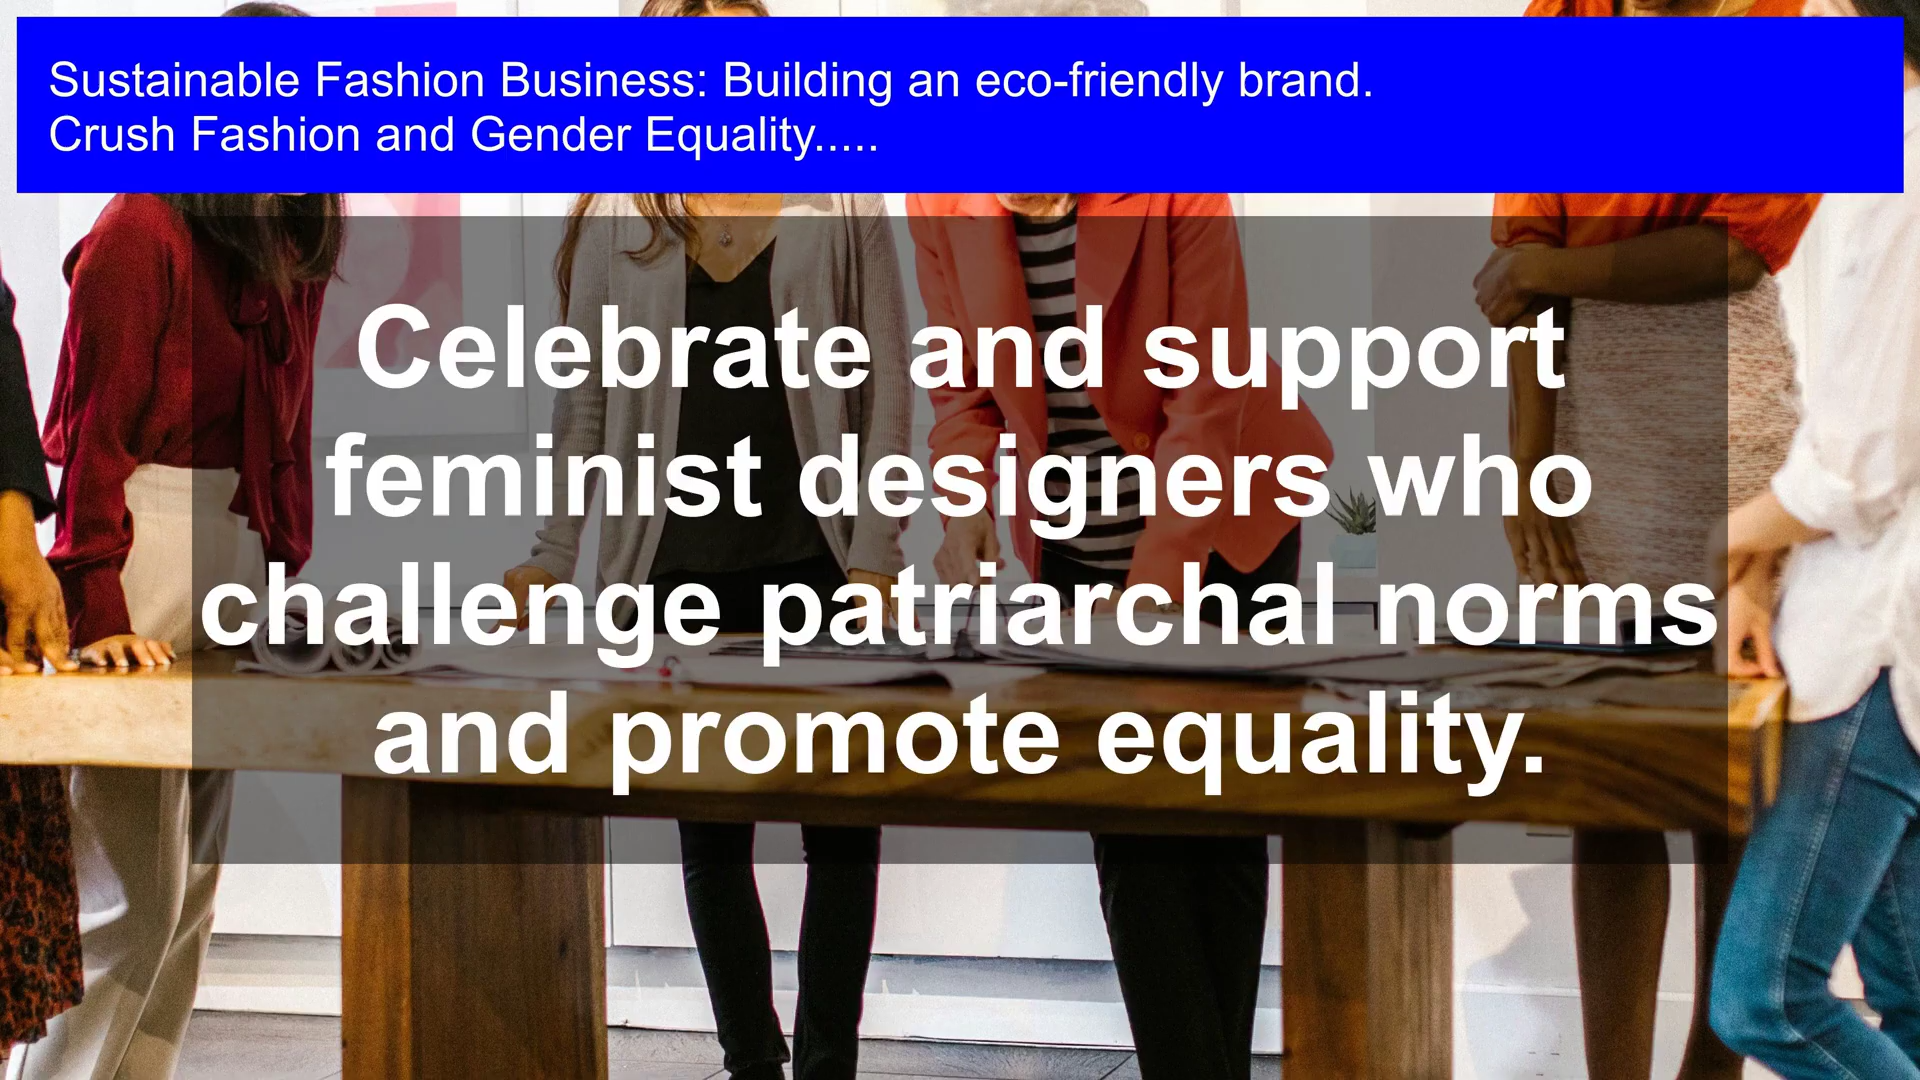 Sustainable Fashion Business: Building an eco-friendly brand.
Crush Fashion and Gender Equality.....
Celebrate and support
feminist designers who
challenge patriarchal norms
and promote equality.